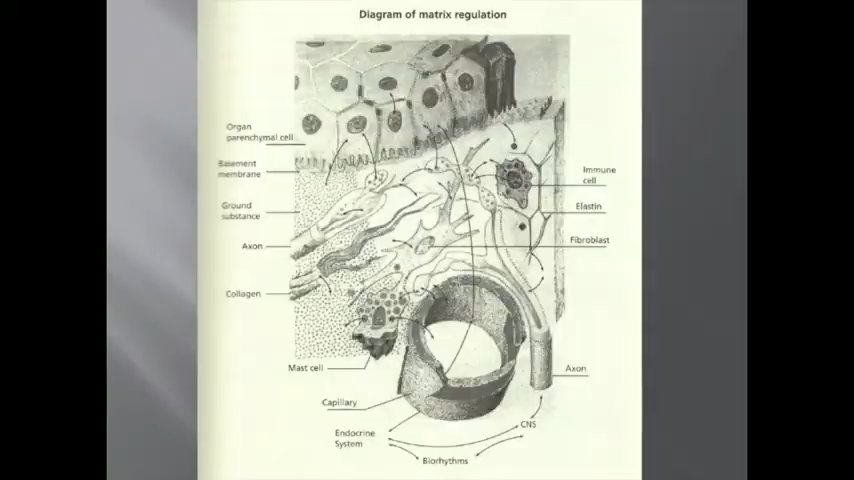 Diagram of matrix regulation
Organ
parenchymal cell
Basement
membrane
Ground
substance
Axon
Collagen
Mast cell
Capillary
Endocrine
System
Biorhythms
CNS
Axon
Fibroblast
Elastin
Immune
cell